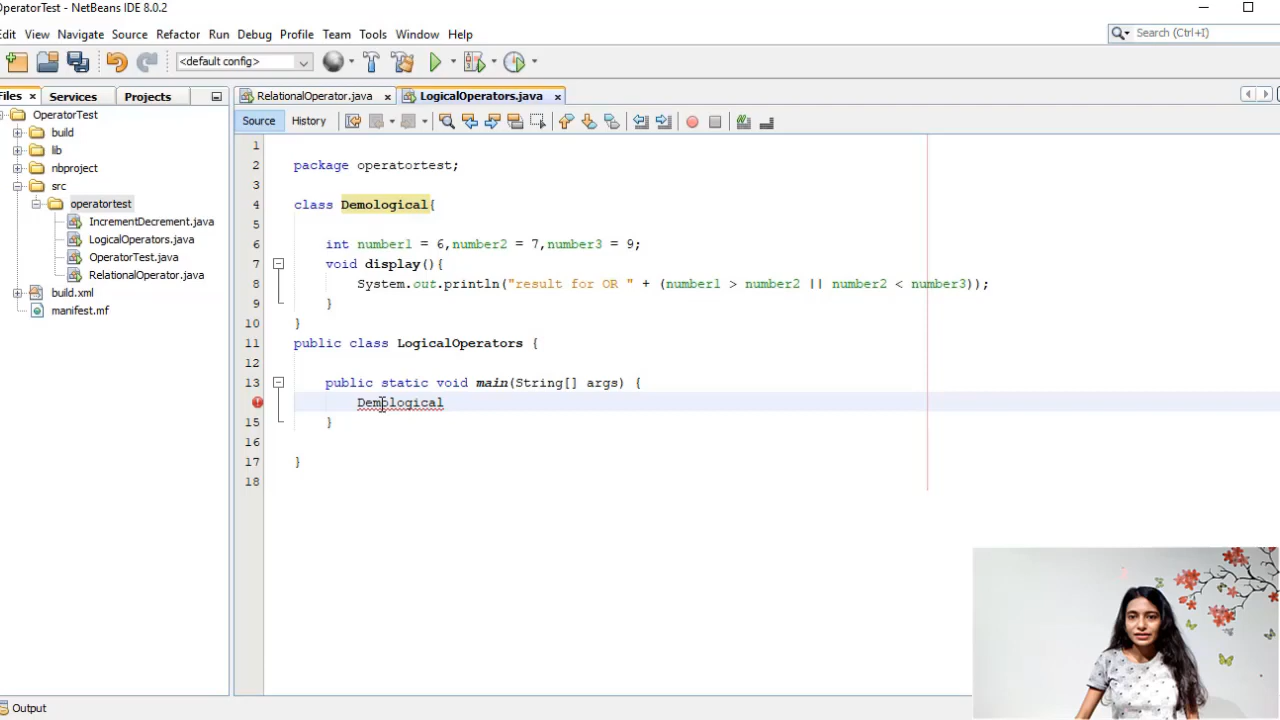 OperatorTest - NetBeans IDE 8.0.2
Edit View Navigate Source Refactor Run Debug Profile Team Tools Window Help
Search (Ctrl+I)
<default config>
Files Services Projects
RelationalOperator.java LogicalOperators.java
Source History
OperatorTest
build
lib
nbproject
src
operatortest
IncrementDecrement.java
LogicalOperators.java
OperatorTest.java
RelationalOperator.java
build.xml
manifest.mf
1
2 package operatortest;
3
4 class Demological{
5
6 int number1 = 6,number2 = 7,number3 = 9;
7 void display(){
8 System.out.println("result for OR " + (number1 > number2 || number2 < number3));
9 }
10 }
11 public class LogicalOperators {
12
13 public static void main(String[] args) {
Demological
15 }
16
17 }
18
Output